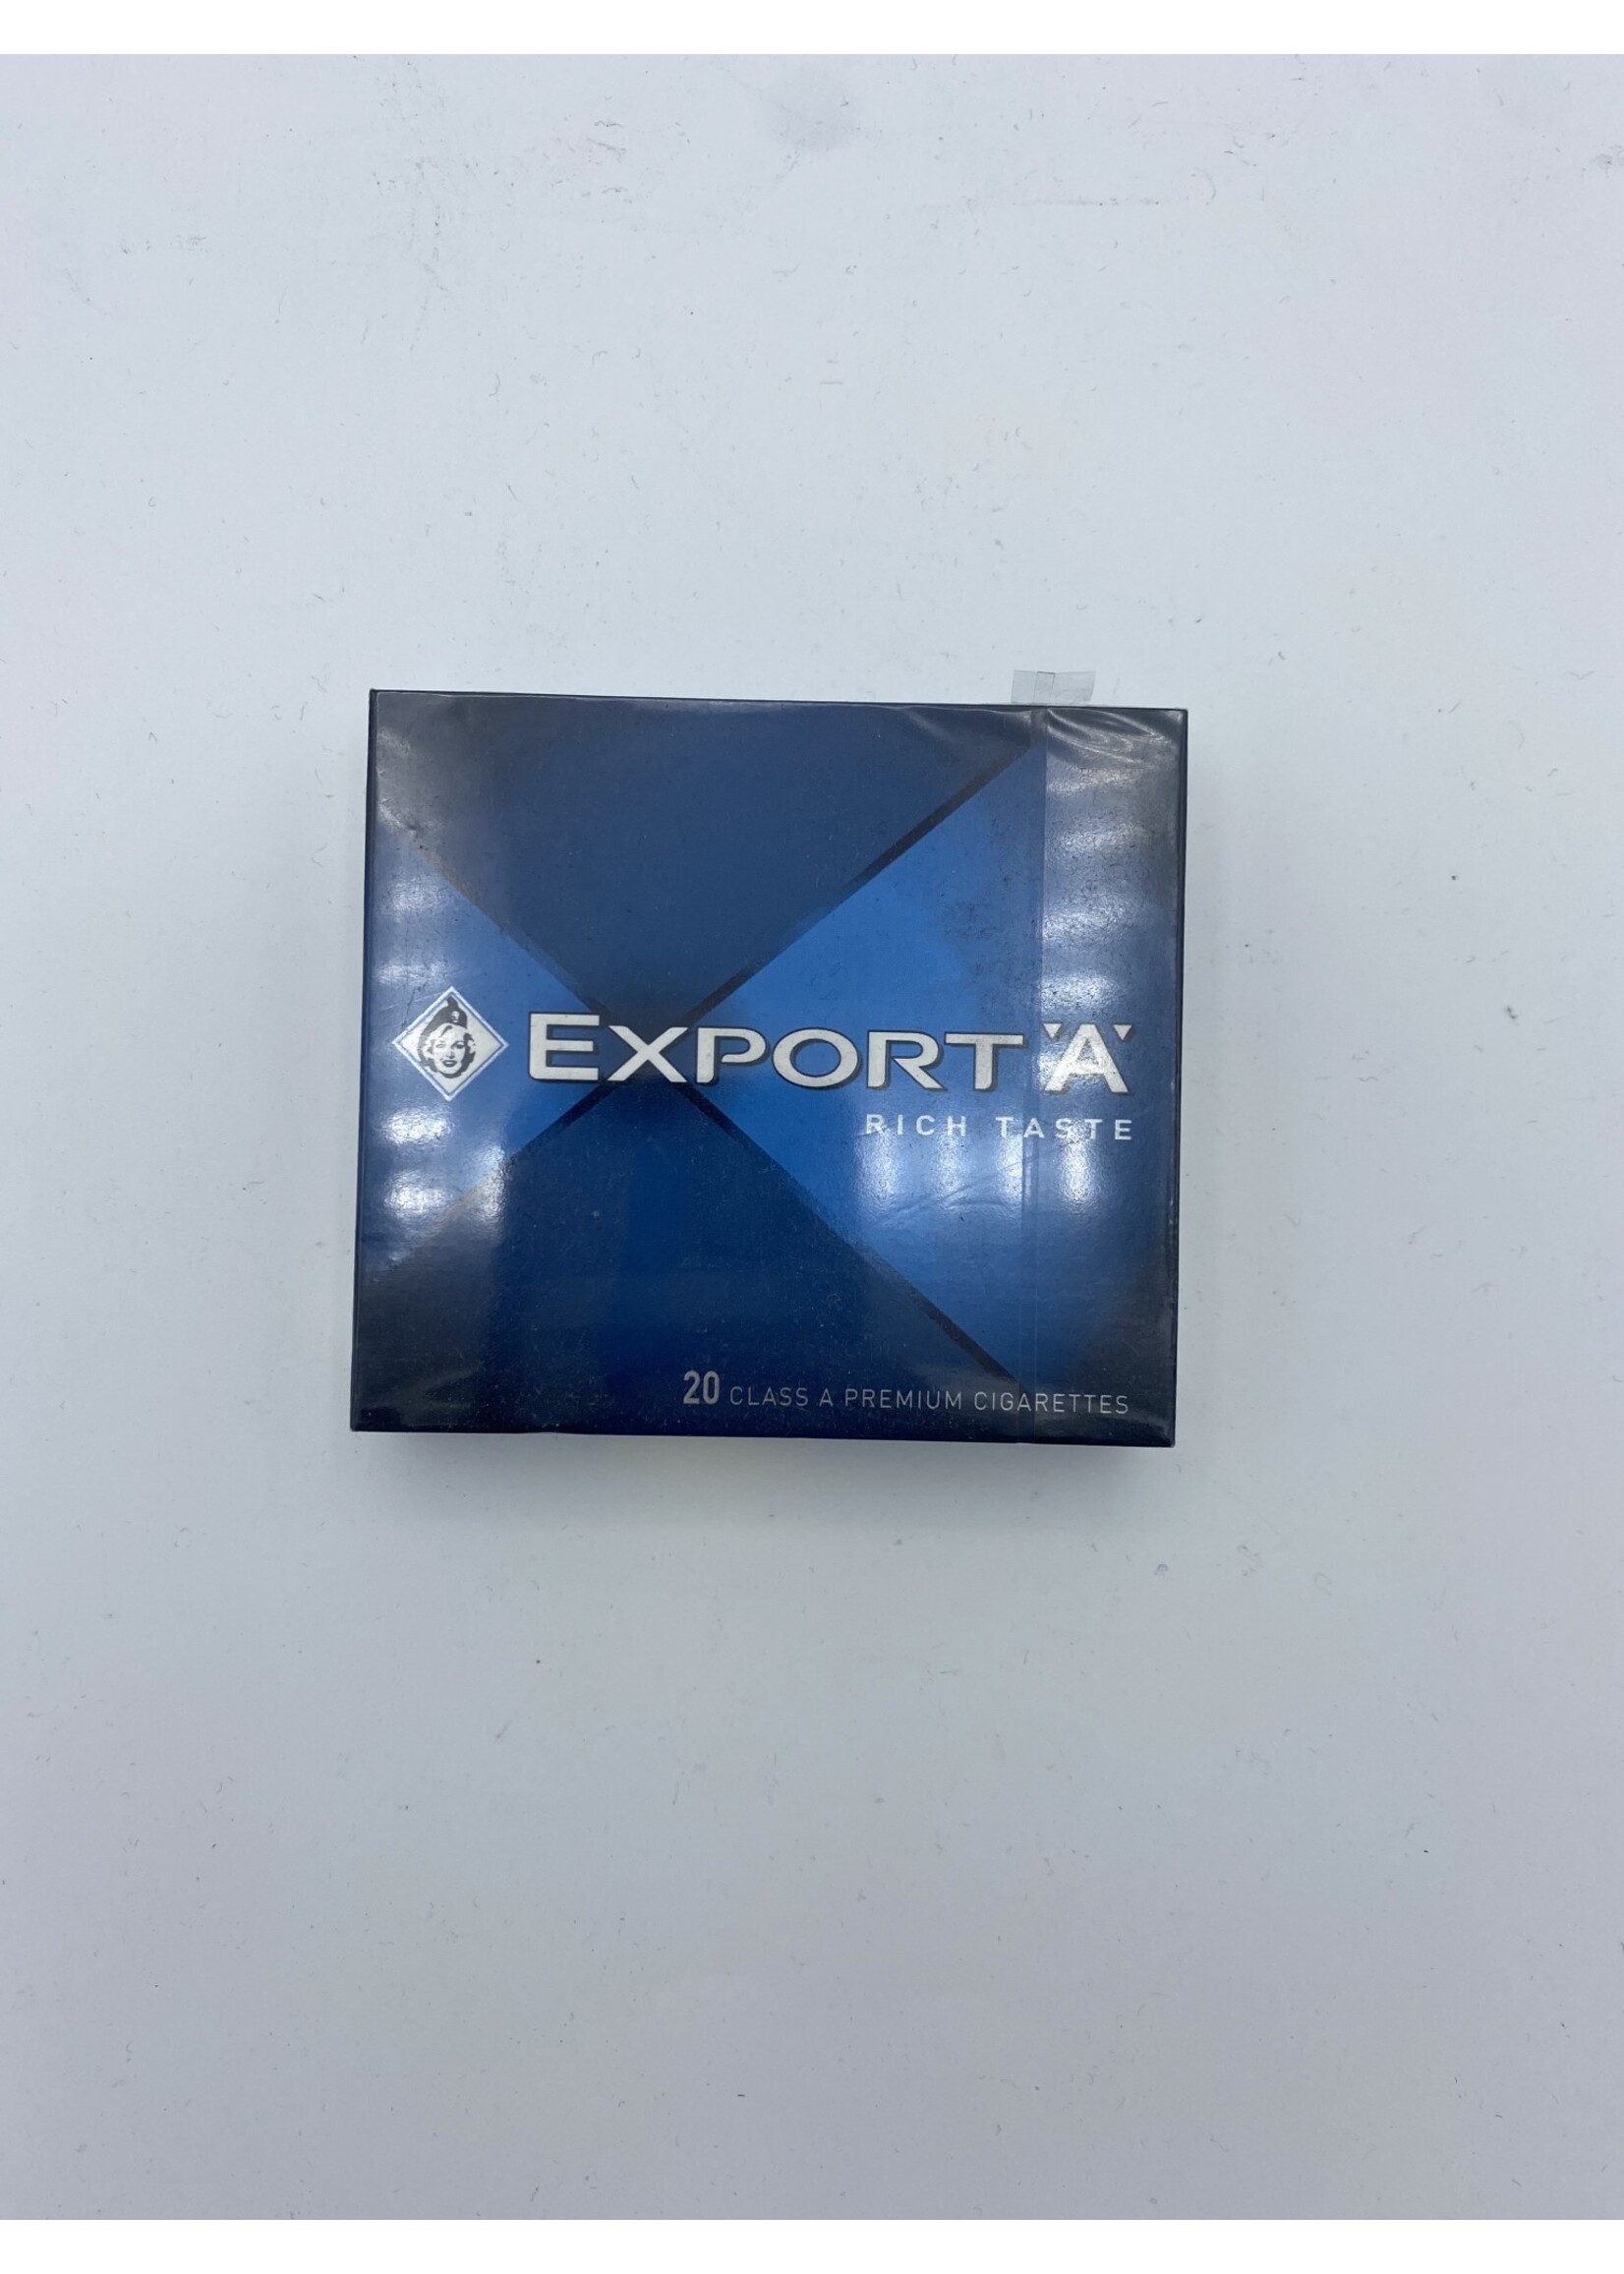 EXPORT 'A'
RICH TASTE
20 CLASS A PREMIUM CIGARETTES